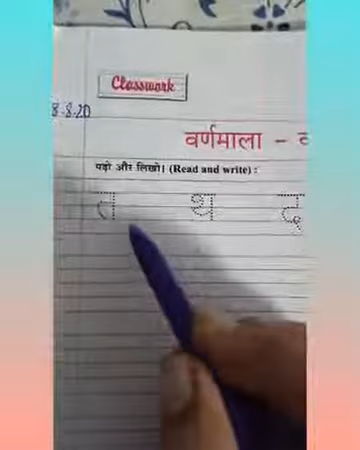 Classwork
8.8.20
वर्णमाला -
पढ़ो और लिखो। (Read and write) :
त थ द